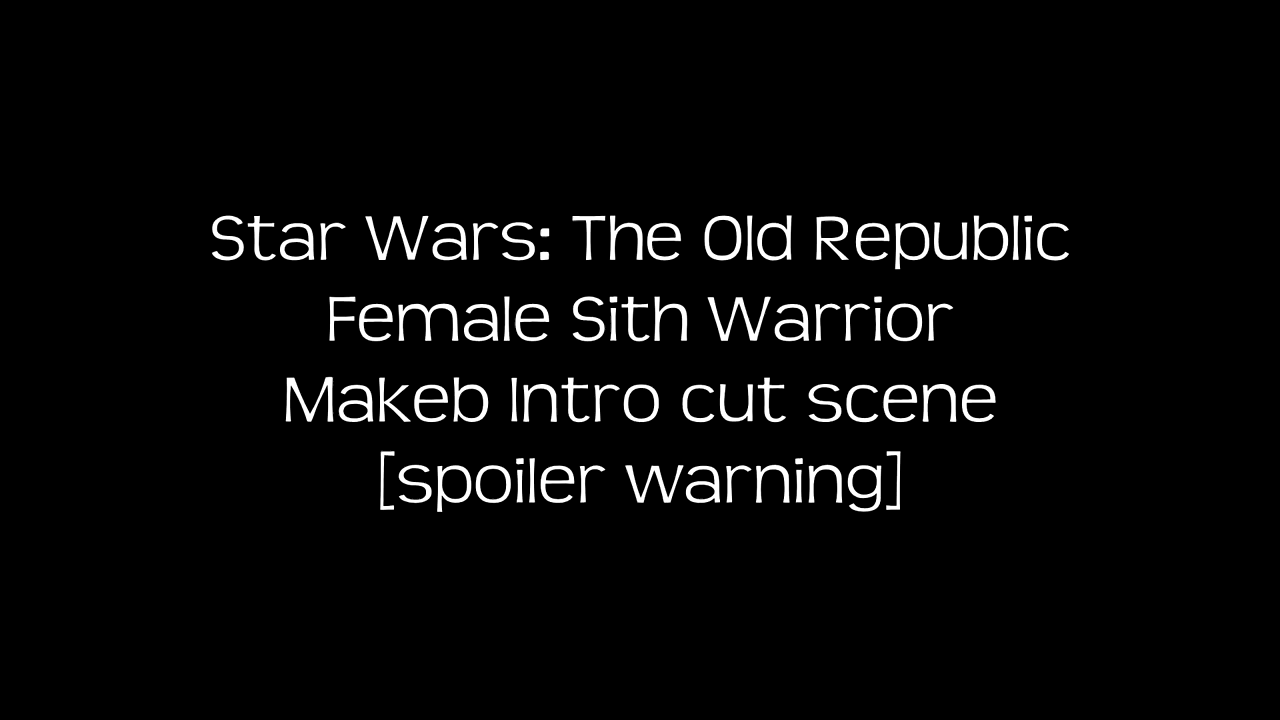 Star Wars: The Old Republic
Female Sith Warrior
Makeb Intro cut scene
[spoiler warning]